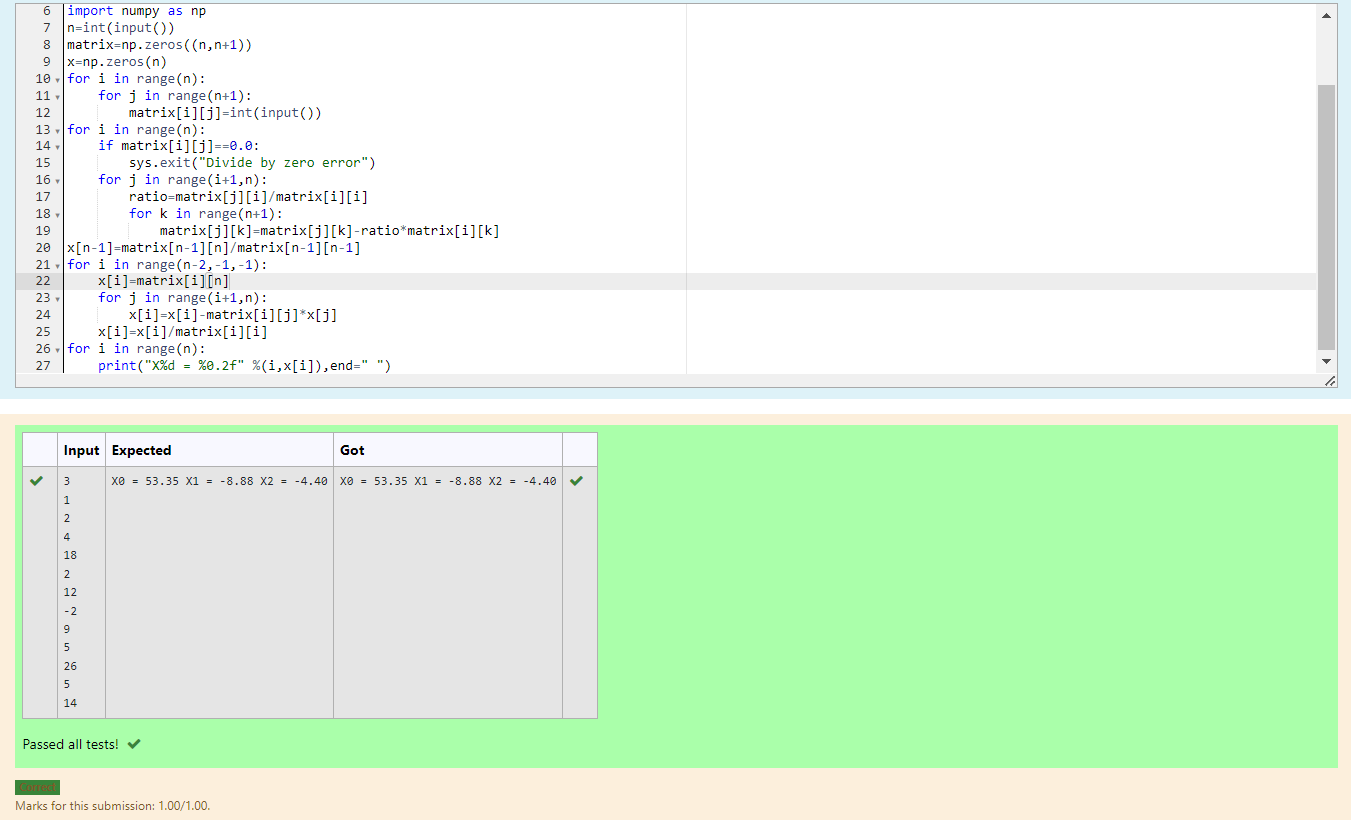 6 import numpy as np
7 n=int(input())
8 matrix=np.zeros((n,n+1))
9 x=np.zeros(n)
10 for i in range(n):
11     for j in range(n+1):
12         matrix[i][j]=int(input())
13 for i in range(n):
14     if matrix[i][j]==0.0:
15         sys.exit("Divide by zero error")
16     for j in range(i+1,n):
17         ratio=matrix[j][i]/matrix[i][i]
18         for k in range(n+1):
19             matrix[j][k]=matrix[j][k]-ratio*matrix[i][k]
20 x[n-1]=matrix[n-1][n]/matrix[n-1][n-1]
21 for i in range(n-2,-1,-1):
22     x[i]=matrix[i][n]
23     for j in range(i+1,n):
24         x[i]=x[i]-matrix[i][j]*x[j]
25     x[i]=x[i]/matrix[i][i]
26 for i in range(n):
27     print("X%d = %0.2f" %(i,x[i]),end=" ")
Input Expected Got
3 X0 = 53.35 X1 = -8.88 X2 = -4.40 X0 = 53.35 X1 = -8.88 X2 = -4.40
1
2
4
18
2
12
-2
9
5
26
5
14
Passed all tests!
Correct
Marks for this submission: 1.00/1.00.